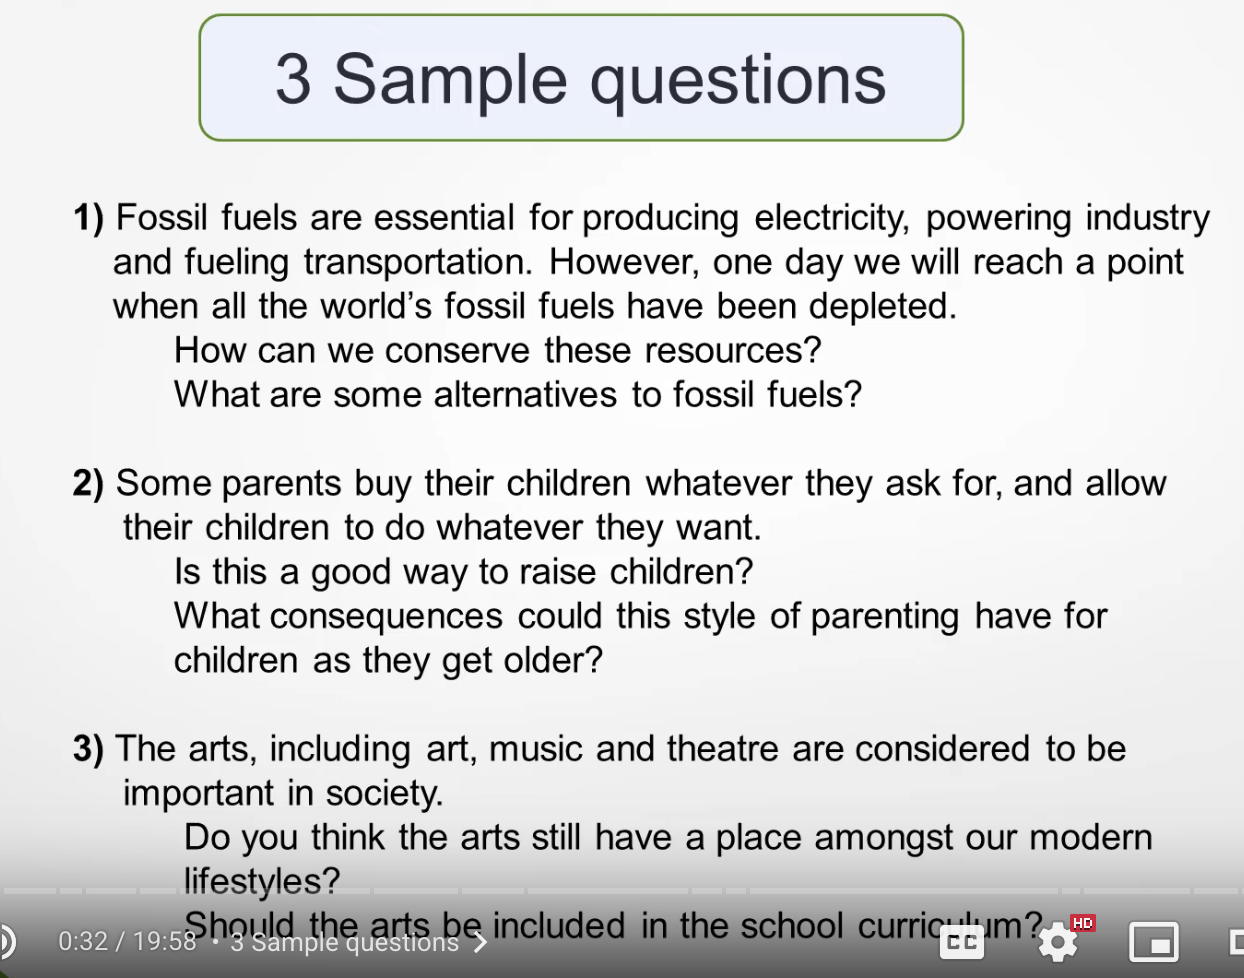 3 Sample questions
1) Fossil fuels are essential for producing electricity, powering industry
and fueling transportation. However, one day we will reach a point
when all the world's fossil fuels have been depleted.
How can we conserve these resources?
What are some alternatives to fossil fuels?
2) Some parents buy their children whatever they ask for, and allow
their children to do whatever they want.
Is this a good way to raise children?
What consequences could this style of parenting have for
children as they get older?
3) The arts, including art, music and theatre are considered to be
important in society.
Do you think the arts still have a place amongst our modern
lifestyles?
Should the arts be included in the school curriculum?
0:32 / 19:58 • 3 Sample questions
CC
HD